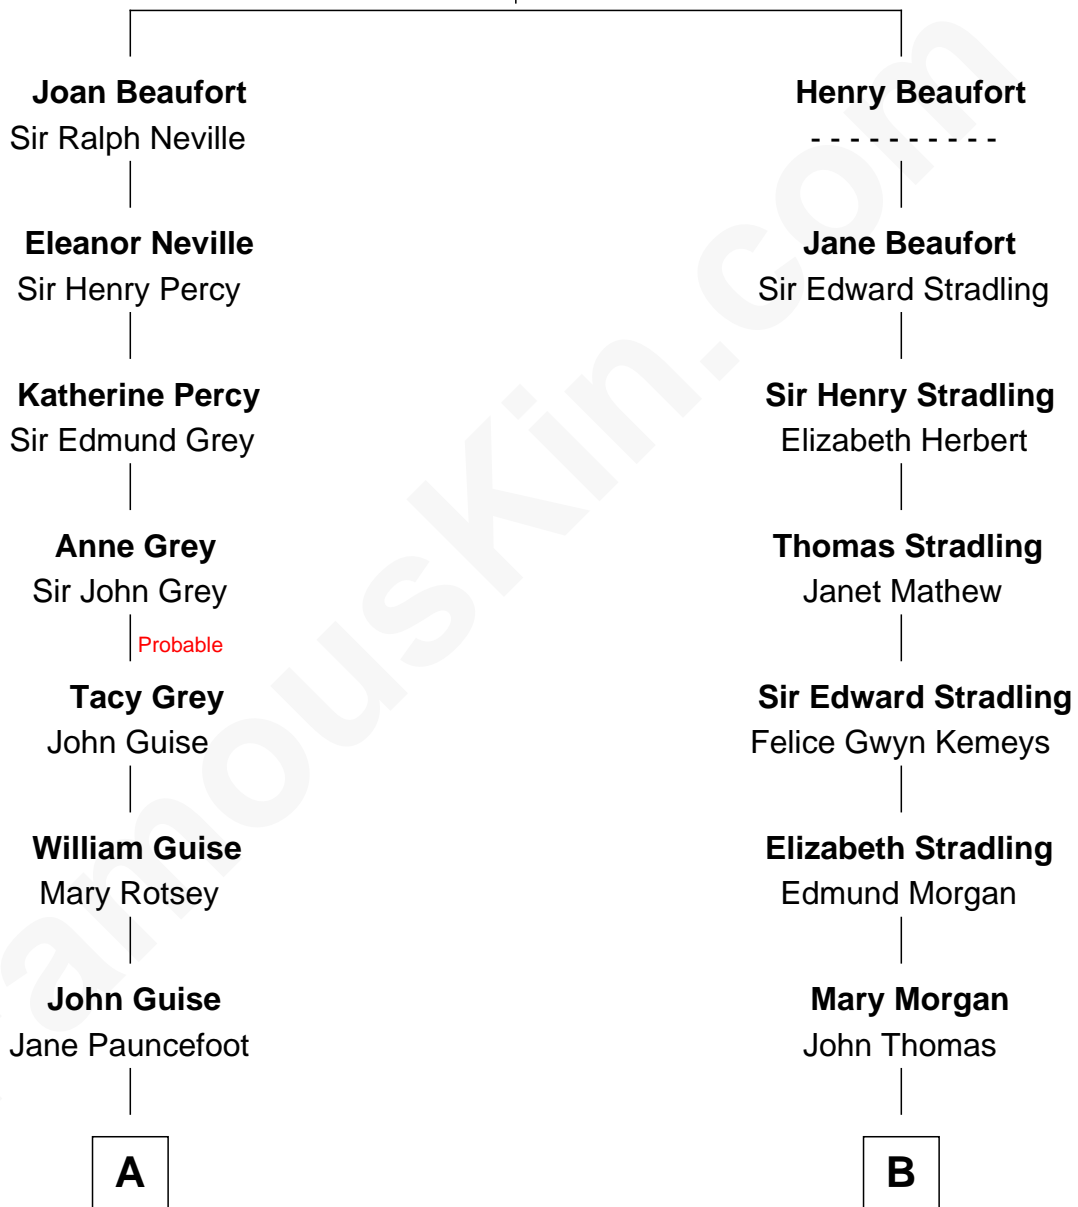 Joan Beaufort
Sir Ralph Neville
Eleanor Neville
Sir Henry Percy
Katherine Percy
Sir Edmund Grey
Anne Grey
Sir John Grey
Probable
Tacy Grey
John Guise
William Guise
Mary Rotsey
John Guise
Jane Pauncefoot
A
Henry Beaufort
- - - - - - - - - -
Jane Beaufort
Sir Edward Stradling
Sir Henry Stradling
Elizabeth Herbert
Thomas Stradling
Janet Mathew
Sir Edward Stradling
Felice Gwyn Kemeys
Elizabeth Stradling
Edmund Morgan
Mary Morgan
John Thomas
B
amousKin.com